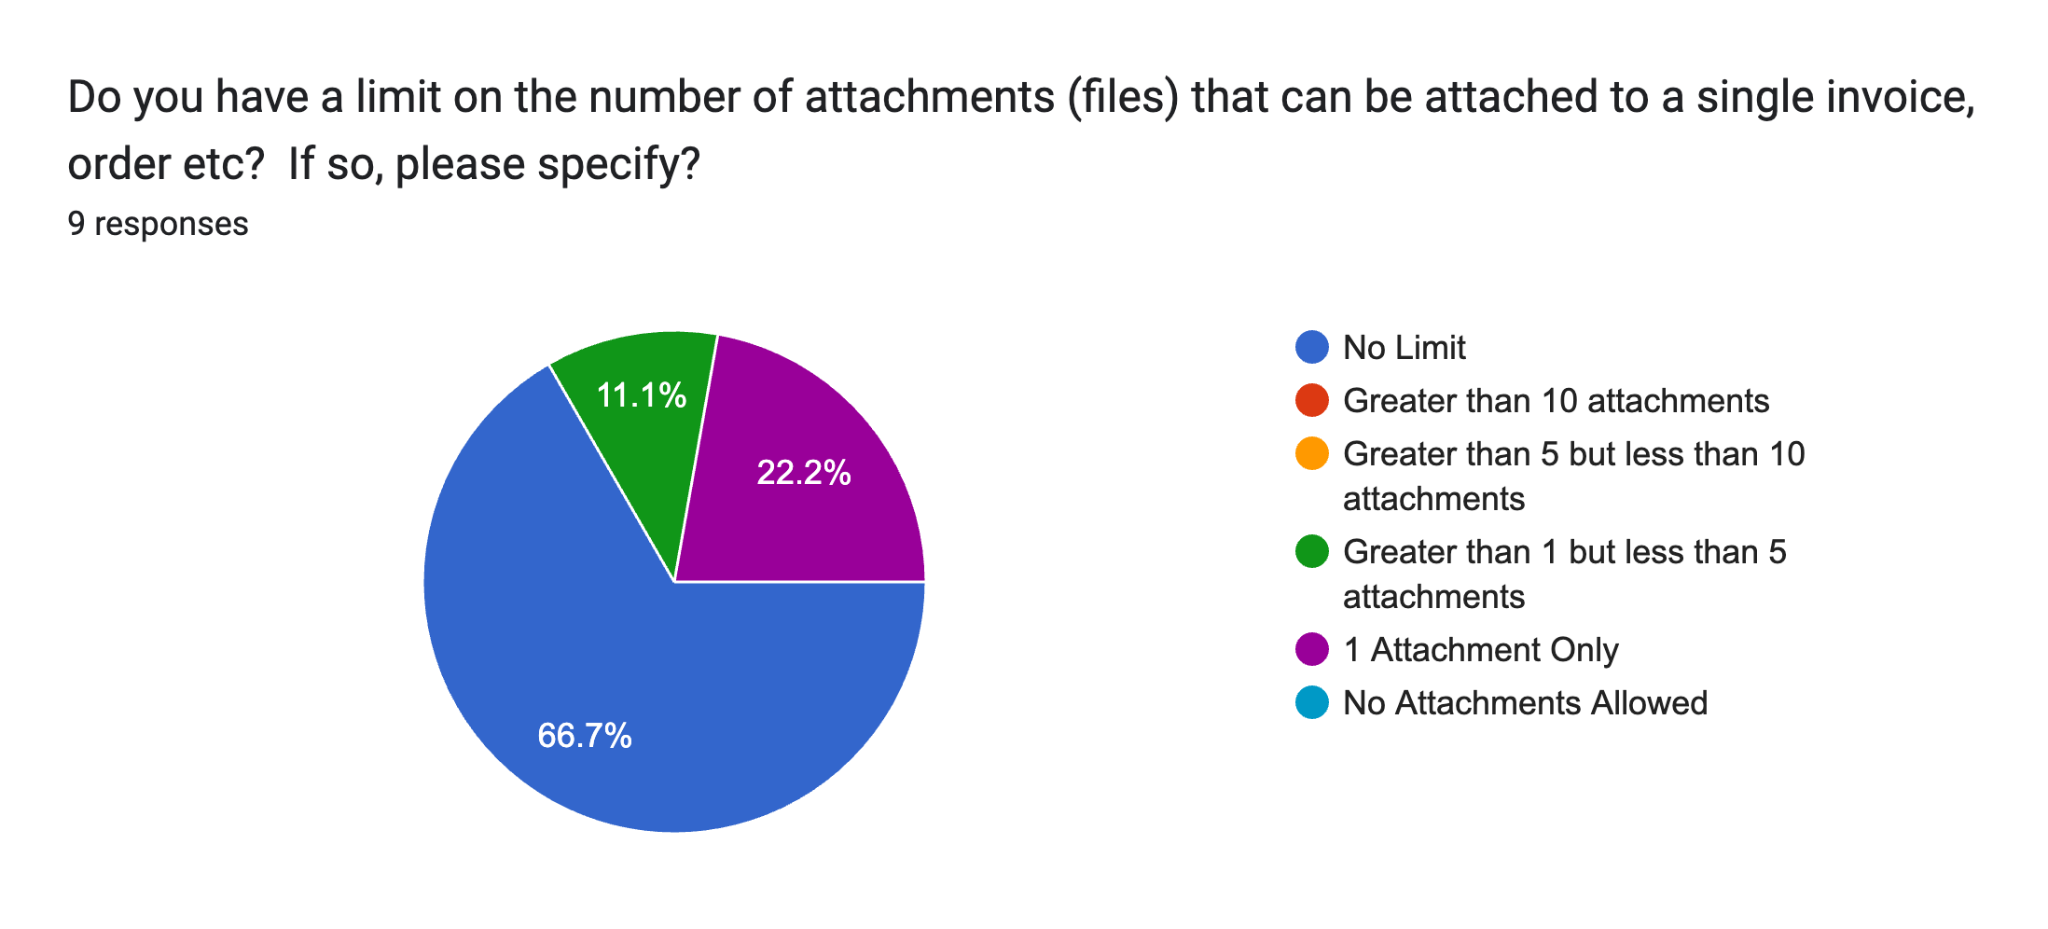 Do you have a limit on the number of attachments (files) that can be attached to a single invoice,
order etc?  If so, please specify?
9 responses
11.1%
22.2%
66.7%
No Limit
Greater than 10 attachments
Greater than 5 but less than 10
attachments
Greater than 1 but less than 5
attachments
1 Attachment Only
No Attachments Allowed